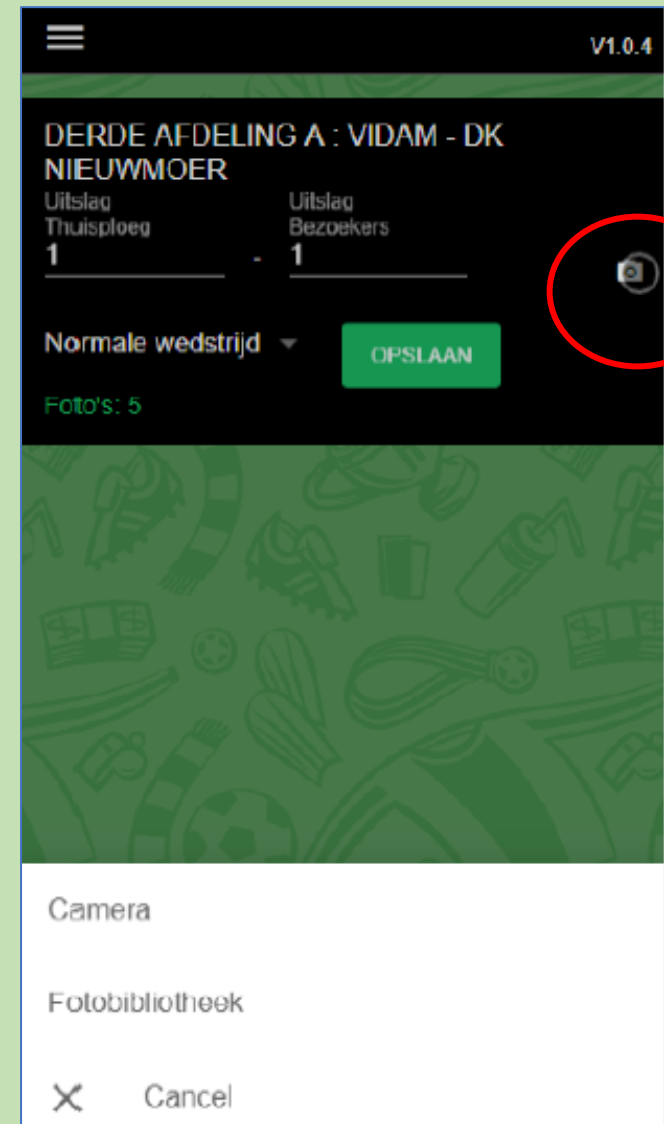 V1.0.4
DERDE AFDELING A : VIDAM - DK
NIEUWMOER
Uitslag Uitslag
Thuisploeg Bezoekers
1 - 1
Normale wedstrijd OPSLAAN
Foto's: 5
Camera
Fotobibliotheek
Cancel